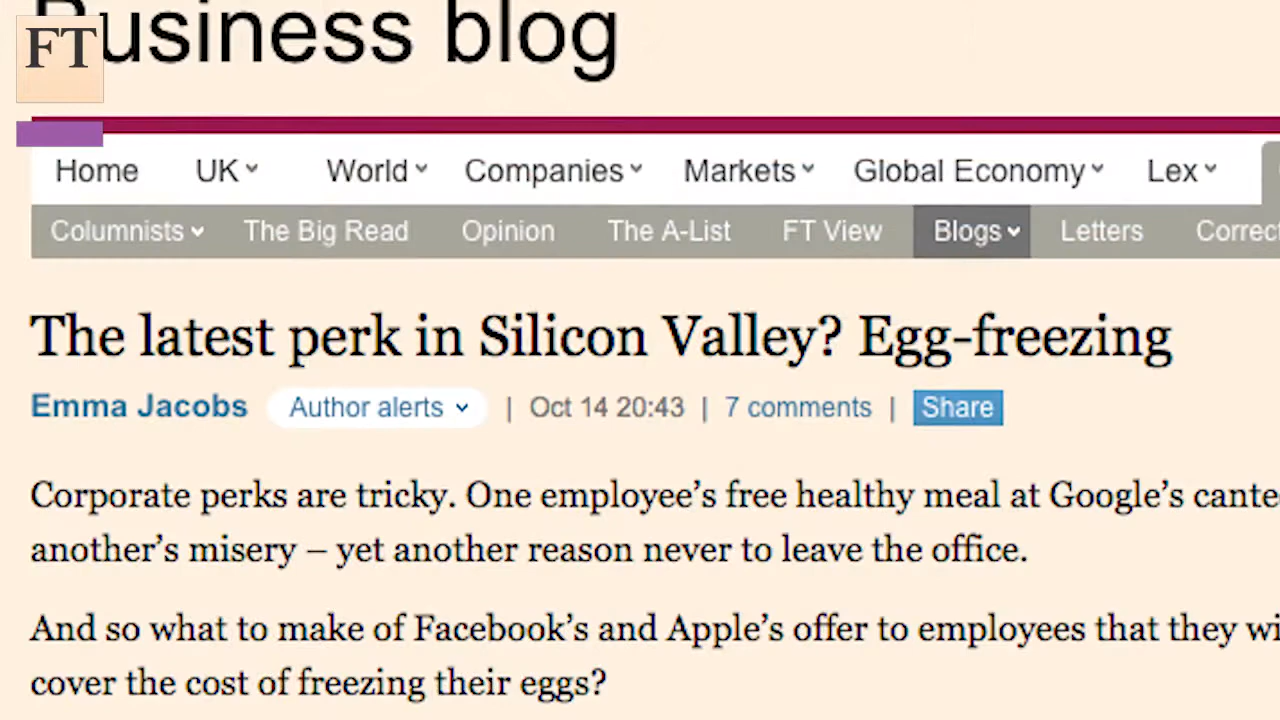 Business blog
FT
Home UK World Companies Markets Global Economy Lex
Columnists The Big Read Opinion The A-List FT View Blogs Letters
The latest perk in Silicon Valley? Egg-freezing
Emma Jacobs Author alerts | Oct 14 20:43 | 7 comments | Share
Corporate perks are tricky. One employee’s free healthy meal at Google’s
another’s misery – yet another reason never to leave the office.
And so what to make of Facebook’s and Apple’s offer to employees that they
cover the cost of freezing their eggs?